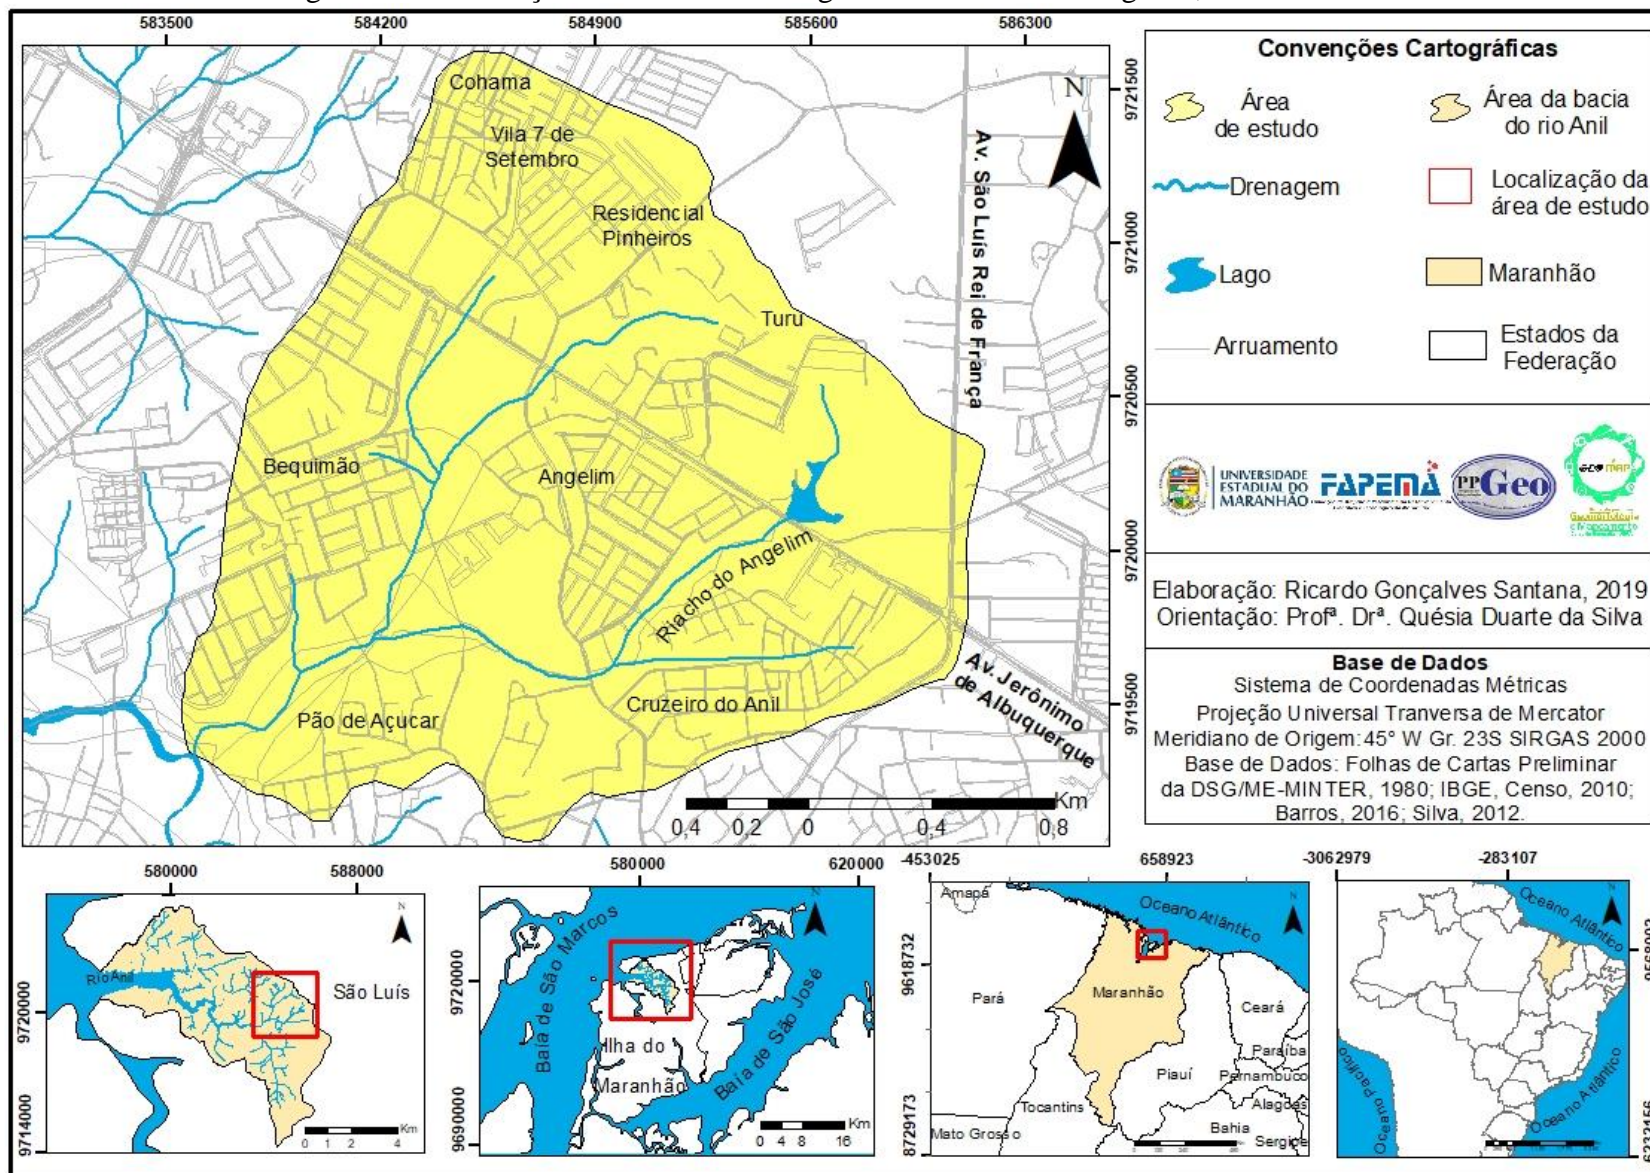 583500
584200
584900
585600
586300
9721500
9721000
9720500
9720000
9719500
Cohama
Vila 7 de
Setembro
Residencial
Pinheiros
Turu
Av. São Luís Rei de França
Bequimão
Angelim
Riacho do Angelim
Cruzeiro do Anil
Pão de Açucar
Av. Jerônimo
de Albuquerque
N
0,4 0,2 0 0,4 0,8 Km
Convenções Cartográficas
Área
de estudo
Área da bacia
do rio Anil
Drenagem
Localização da
área de estudo
Lago
Maranhão
Arruamento
Estados da
Federação
UNIVERSIDADE
ESTADUAL DO
MARANHÃO
FAPEMA
PPGeo
GEOMAP
Elaboração: Ricardo Gonçalves Santana, 2019
Orientação: Profª. Drª. Quésia Duarte da Silva
Base de Dados
Sistema de Coordenadas Métricas
Projeção Universal Tranversa de Mercator
Meridiano de Origem: 45° W Gr. 23S SIRGAS 2000
Base de Dados: Folhas de Cartas Preliminar
da DSG/ME-MINTER, 1980; IBGE, Censo, 2010;
Barros, 2016; Silva, 2012.
580000
588000
9720000
9714000
Rio Anil
São Luís
N
0 1 2 4 Km
580000
620000
9720000
9690000
Baía de São Marcos
Baía de São José
Ilha do
Maranhão
N
0 4 8 16 Km
-453025
658923
9618732
8729173
Amapá
Oceano Atlântico
Pará
Maranhão
Ceará
Paraíba
Piauí
Pernambuco
Tocantins
Alagoas
Bahia
Mato Grosso
Sergipe
N
-3062979
-283107
Oceano Atlântico
Oceano Pacífico
Oceano Atlântico
N